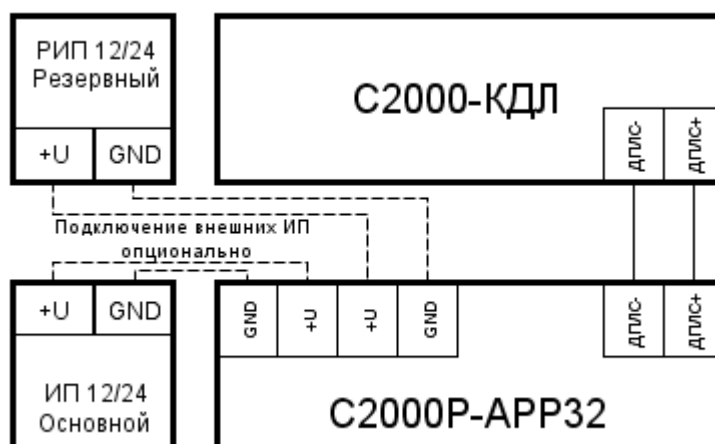 РИП 12/24
Резервный
+U
GND
С2000-КДЛ
ДПЛС-
ДПЛС+
Подключение внешних ИП
опционально
+U
GND
GND
+U
+U
GND
ДПЛС-
ДПЛС+
ИП 12/24
Основной
С2000Р-АРР32